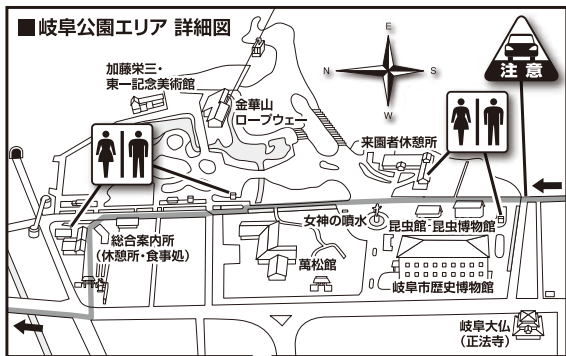 ■岐阜公園エリア 詳細図
加藤栄三・
東一記念美術館
金華山
ロープウェー
E
N
S
W
注意
来園者休憩所
女神の噴水
昆虫館
昆虫博物館
総合案内所
(休憩所・食事処)
萬松館
岐阜市歴史博物館
岐阜大仏
(正法寺)